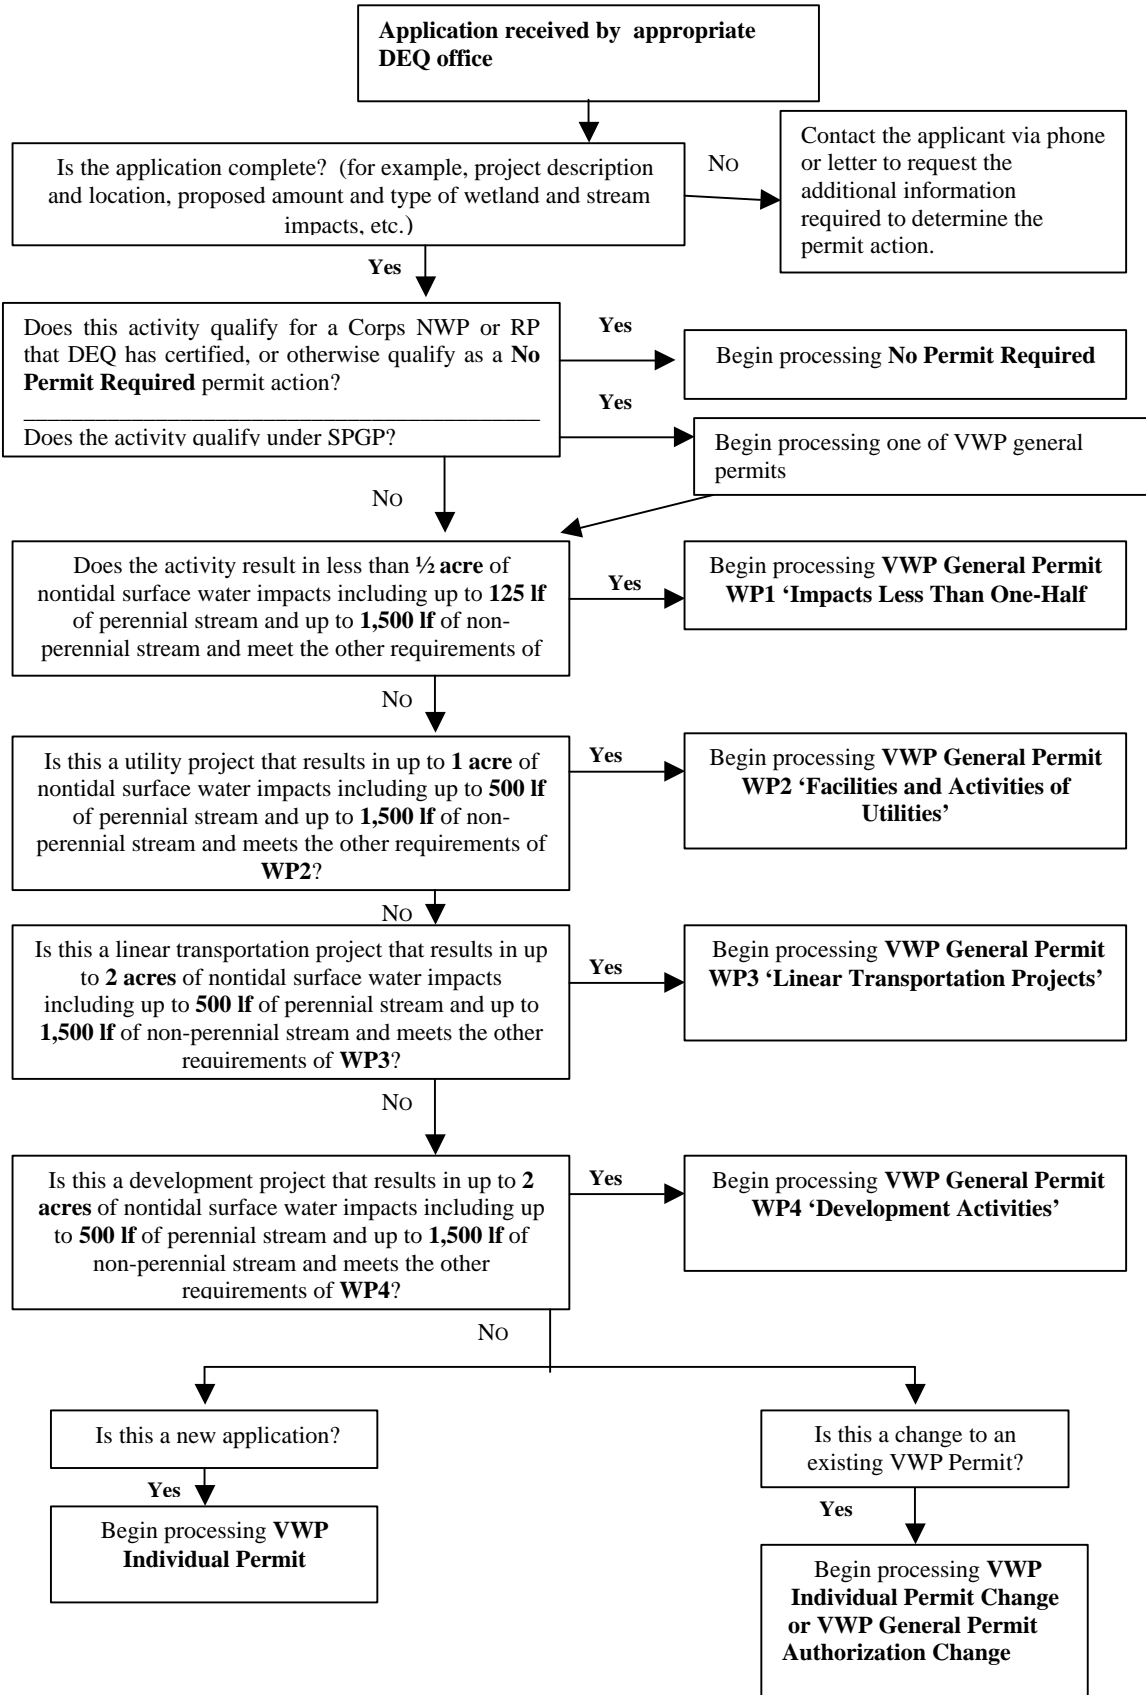 Application received by appropriate
DEQ office
Is the application complete? (for example, project description
and location, proposed amount and type of wetland and stream
impacts, etc.)
No
Contact the applicant via phone
or letter to request the
additional information
required to determine the
permit action.
Yes
Does this activity qualify for a Corps NWP or RP
that DEQ has certified, or otherwise qualify as a No
Permit Required permit action?
Does the activity qualify under SPGP?
Yes
Begin processing No Permit Required
Yes
Begin processing one of VWP general
permits
No
Does the activity result in less than ½ acre of
nontidal surface water impacts including up to 125 lf
of perennial stream and up to 1,500 lf of non-
perennial stream and meet the other requirements of
Yes
Begin processing VWP General Permit
WP1 ‘Impacts Less Than One-Half
No
Is this a utility project that results in up to 1 acre of
nontidal surface water impacts including up to 500 lf
of perennial stream and up to 1,500 lf of non-
perennial stream and meets the other requirements of
WP2?
Yes
Begin processing VWP General Permit
WP2 ‘Facilities and Activities of
Utilities’
No
Is this a linear transportation project that results in up
to 2 acres of nontidal surface water impacts
including up to 500 lf of perennial stream and up to
1,500 lf of non-perennial stream and meets the other
requirements of WP3?
Yes
Begin processing VWP General Permit
WP3 ‘Linear Transportation Projects’
No
Is this a development project that results in up to 2
acres of nontidal surface water impacts including up
to 500 lf of perennial stream and up to 1,500 lf of
non-perennial stream and meets the other
requirements of WP4?
Yes
Begin processing VWP General Permit
WP4 ‘Development Activities’
No
Is this a new application?
Yes
Begin processing VWP
Individual Permit
Is this a change to an
existing VWP Permit?
Yes
Begin processing VWP
Individual Permit Change
or VWP General Permit
Authorization Change